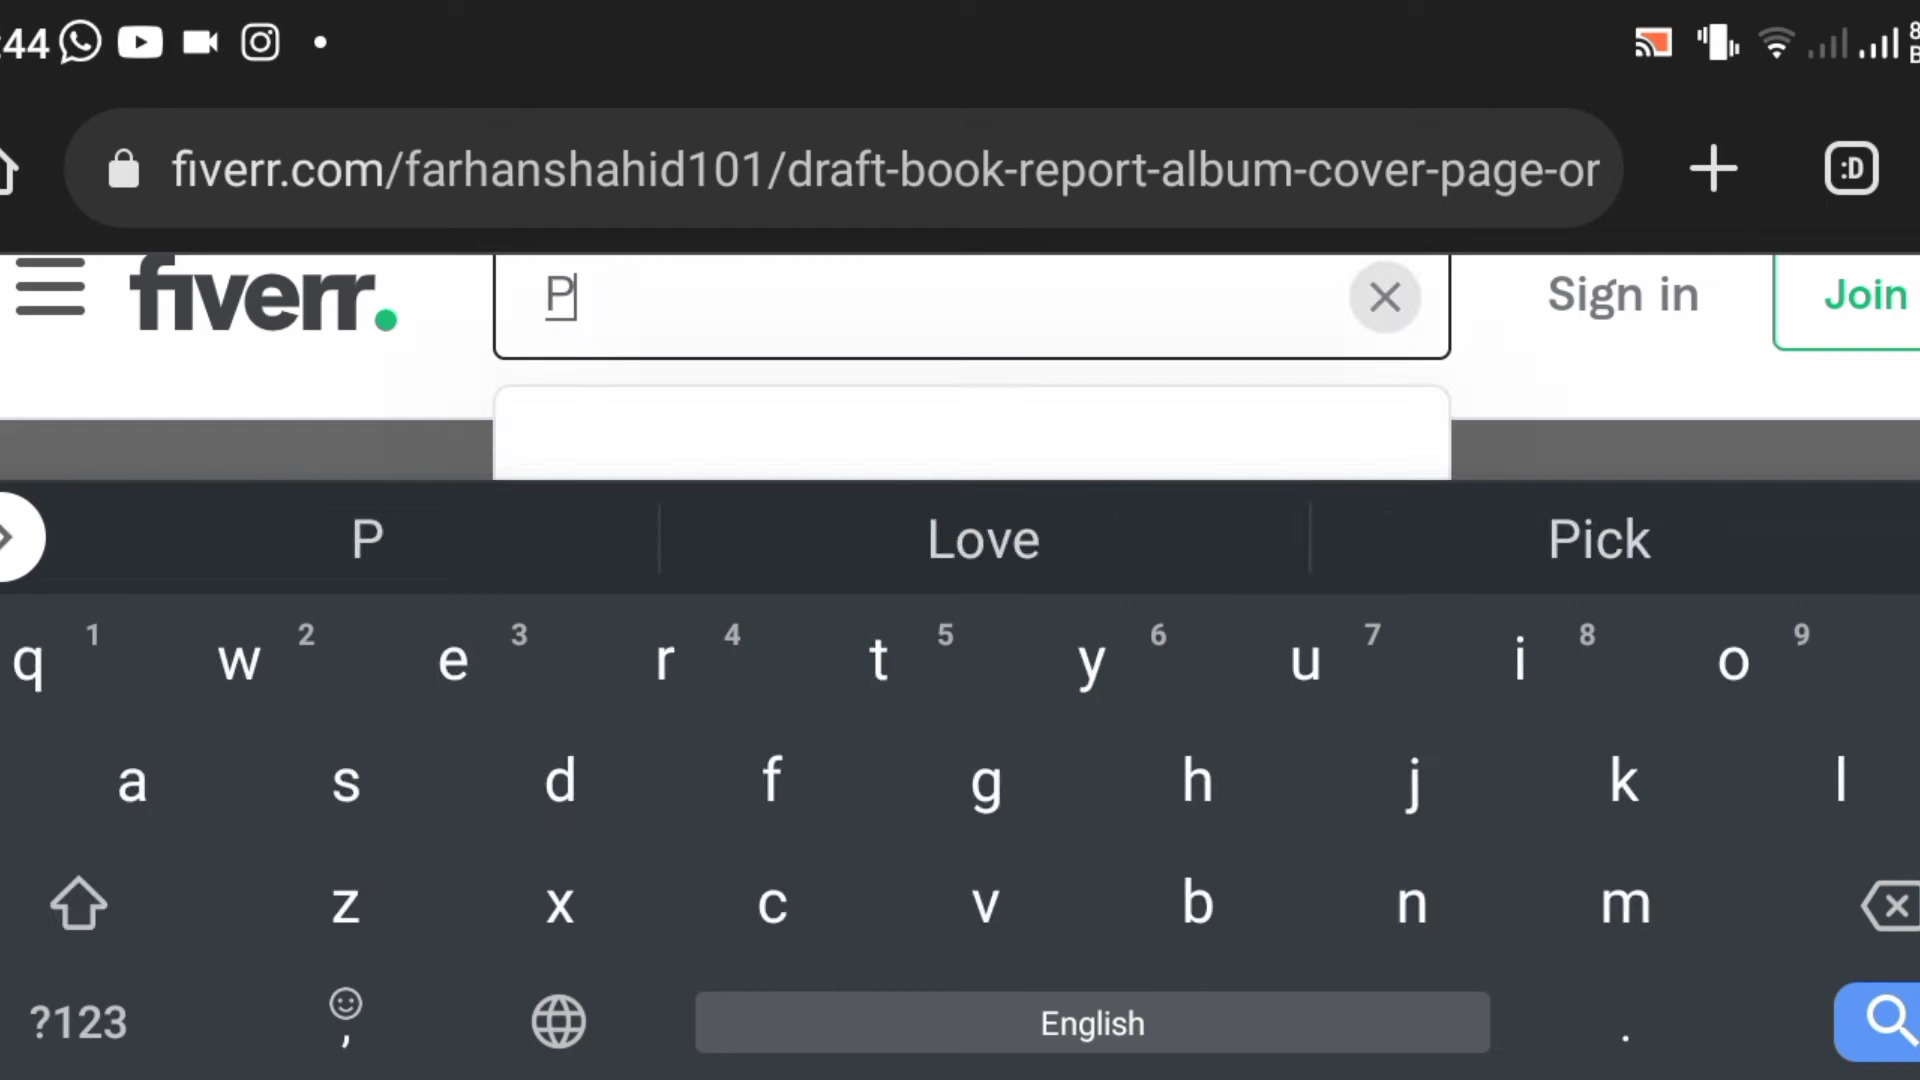 :44
8
B
fiverr.com/farhanshahid101/draft-book-report-album-cover-page-or
:D
fiverr.
P
Sign in
Join
P
Love
Pick
q 1 w 2 e 3 r 4 t 5 y 6 u 7 i 8 o 9
a s d f g h j k l
z x c v b n m
?123 , English .